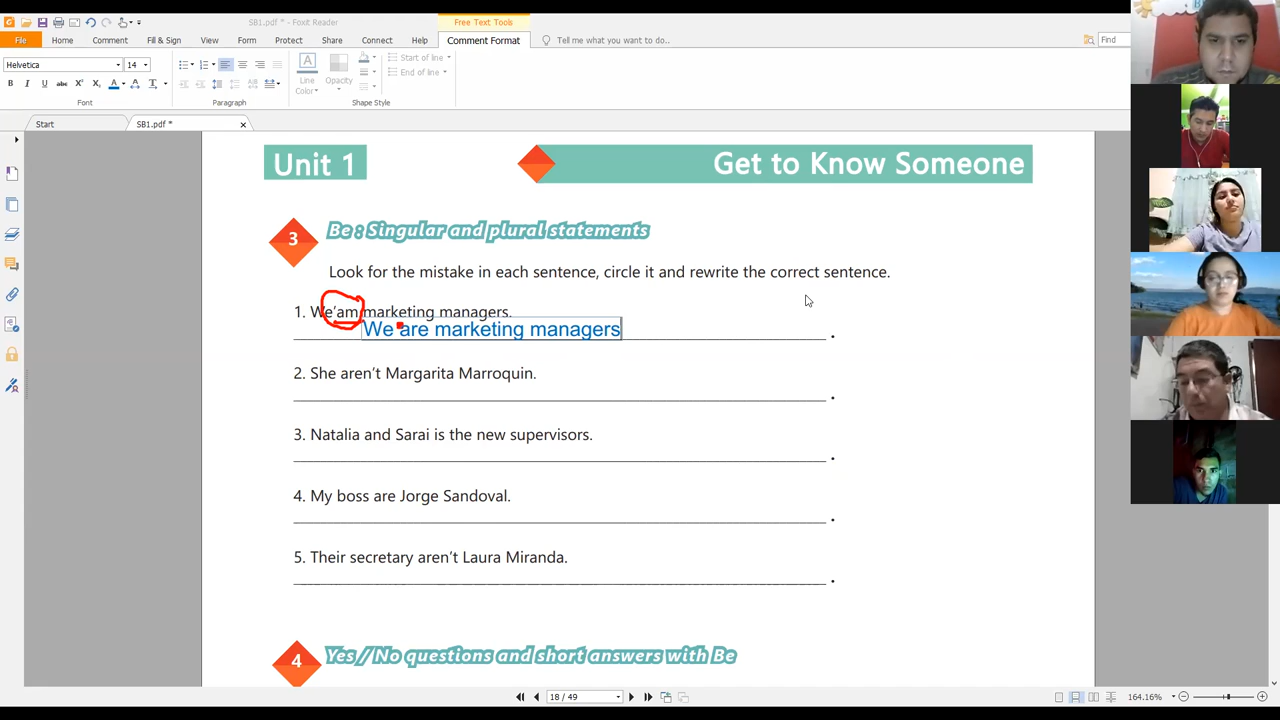 SB1.pdf * - Foxit Reader
Free Text Tools
File Home Comment Fill & Sign View Form Protect Share Connect Help Comment Format Tell me what you want to do.. Find
Helvetica 14
Line Color Opacity
Start of line
End of line
Font Paragraph Shape Style
Start SB1.pdf *
Unit 1 Get to Know Someone
3 Be : Singular and plural statements
Look for the mistake in each sentence, circle it and rewrite the correct sentence.
1. We'am marketing managers.
We are marketing managers
2. She aren't Margarita Marroquin.
3. Natalia and Sarai is the new supervisors.
4. My boss are Jorge Sandoval.
5. Their secretary aren't Laura Miranda.
4 Yes / No questions and short answers with Be
18 / 49 164.16%